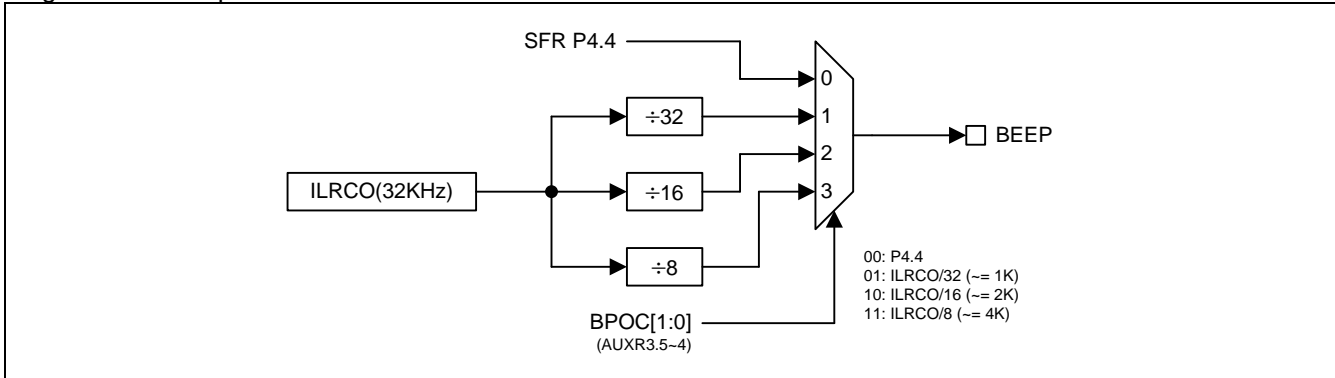 SFR P4.4
0
÷32
1
BEEP
2
ILRCO(32KHz)
÷16
3
÷8
00: P4.4
01: ILRCO/32 (~= 1K)
10: ILRCO/16 (~= 2K)
11: ILRCO/8 (~= 4K)
BPOC[1:0]
(AUXR3.5~4)